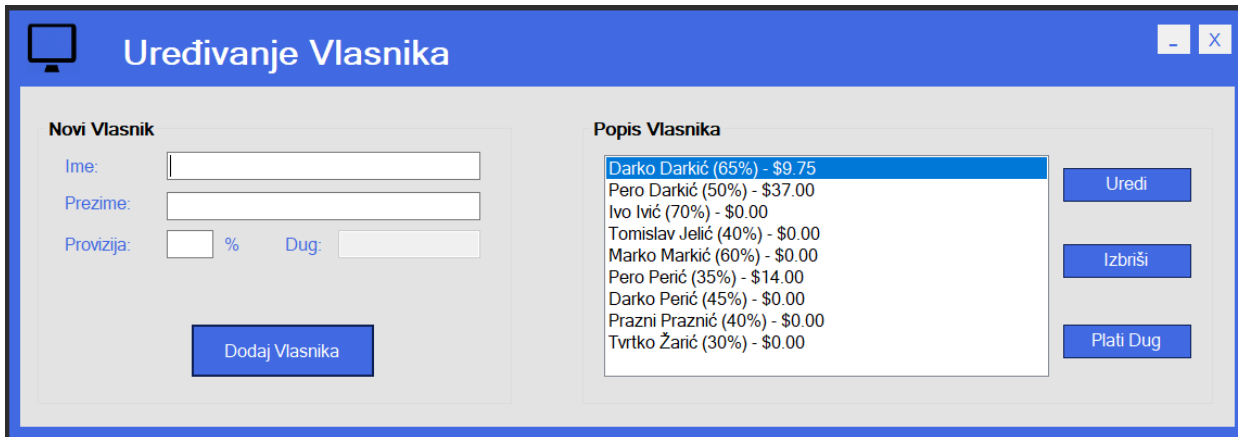 Uređivanje Vlasnika
_ X
Novi Vlasnik
Ime:
Prezime:
Provizija: % Dug:
Dodaj Vlasnika
Popis Vlasnika
Darko Darkić (65%) - $9.75
Pero Darkić (50%) - $37.00
Ivo Ivić (70%) - $0.00
Tomislav Jelić (40%) - $0.00
Marko Markić (60%) - $0.00
Pero Perić (35%) - $14.00
Darko Perić (45%) - $0.00
Prazni Praznić (40%) - $0.00
Tvrtko Žarić (30%) - $0.00
Uredi
Izbriši
Plati Dug